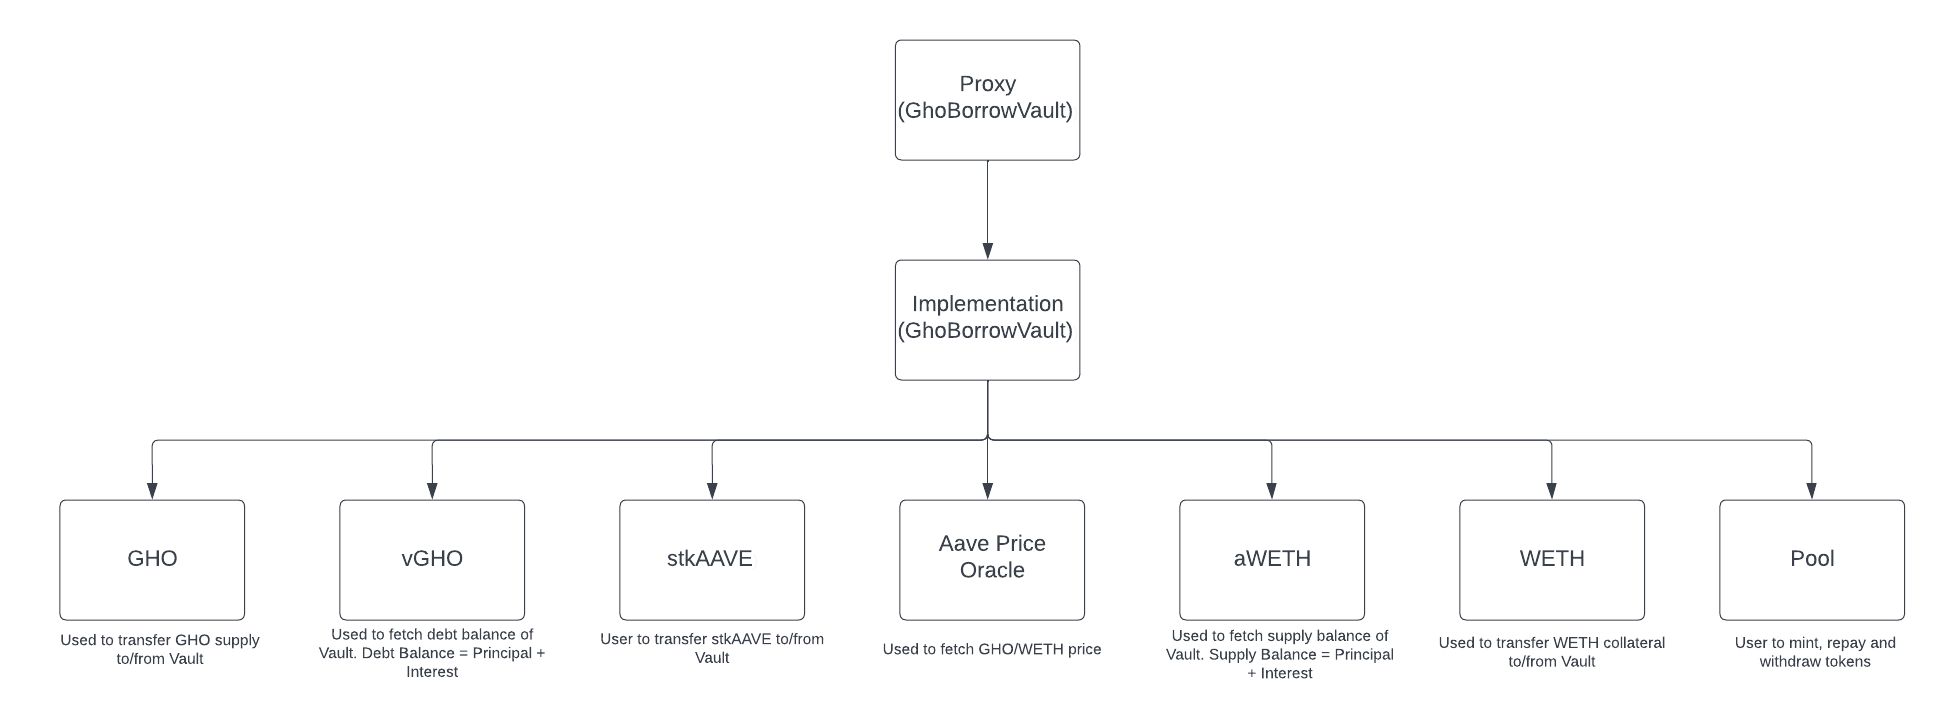 Proxy
(GhoBorrowVault)
Implementation
(GhoBorrowVault)
GHO
Used to transfer GHO supply
to/from Vault
vGHO
Used to fetch debt balance of
Vault. Debt Balance = Principal +
Interest
stkAAVE
User to transfer stkAAVE to/from
Vault
Aave Price
Oracle
Used to fetch GHO/WETH price
aWETH
Used to fetch supply balance of
Vault. Supply Balance = Principal
+ Interest
WETH
Used to transfer WETH collateral
to/from Vault
Pool
User to mint, repay and
withdraw tokens